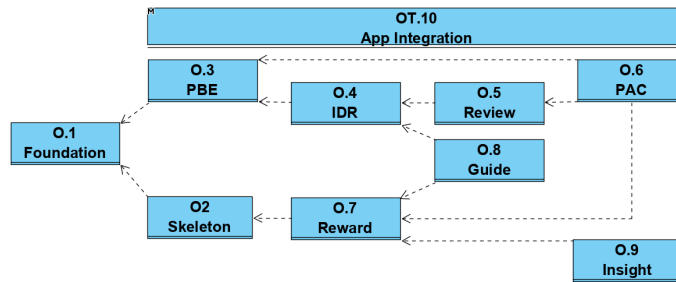 M
OT.10
App Integration
O.3
PBE
O.6
PAC
O.4
IDR
O.5
Review
O.1
Foundation
O.8
Guide
O2
Skeleton
O.7
Reward
O.9
Insight